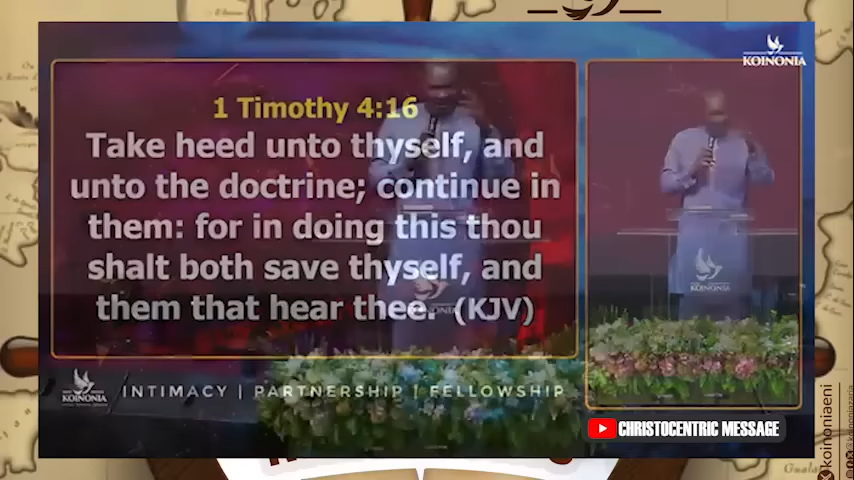 KOINONIA
1 Timothy 4:16
Take heed unto thyself, and
unto the doctrine; continue in
them: for in doing this thou
shalt both save thyself, and
them that hear thee. (KJV)
KOINONIA
KOINONIA
INTIMACY | PARTNERSHIP | FELLOWSHIP
CHRISTOCENTRIC MESSAGE
koinoniaeni